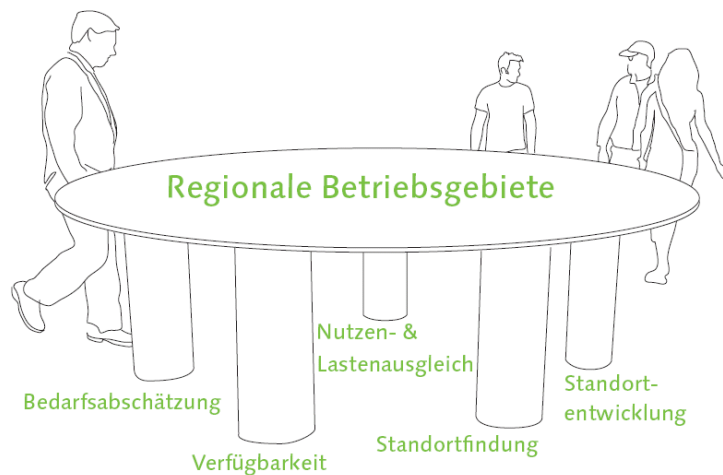 Regionale Betriebsgebiete
Bedarfsabschätzung
Verfügbarkeit
Nutzen- &
Lastenausgleich
Standortfindung
Standort-
entwicklung